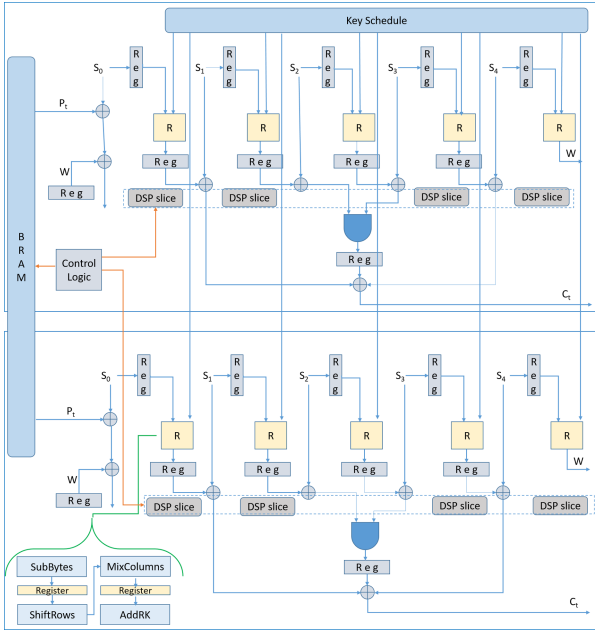 Key Schedule
S0 Reg S1 Reg S2 Reg S3 Reg S4 Reg
Pt
R R R R R
W
Reg Reg Reg Reg
W
Reg
DSP slice DSP slice DSP slice DSP slice
BRAM
Control
Logic
Reg
Ct
S0 Reg S1 Reg S2 Reg S3 Reg S4 Reg
Pt
R R R R R
W
Reg Reg Reg Reg
W
Reg
DSP slice DSP slice DSP slice DSP slice
SubBytes MixColumns
Register Register
ShiftRows AddRK
Reg
Ct